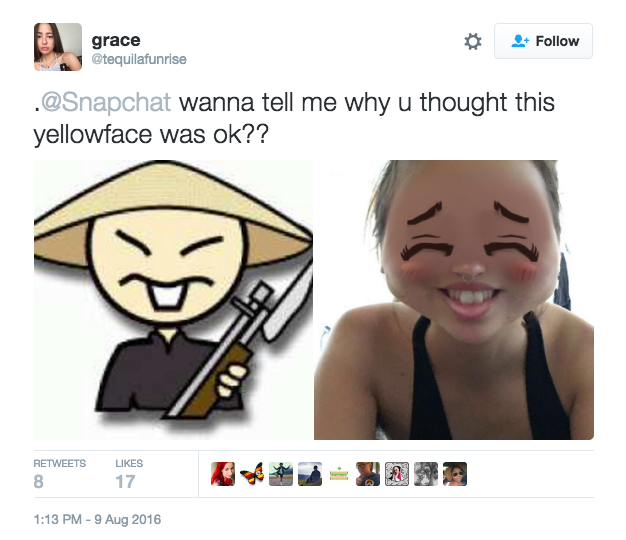 grace
@tequilafunrise
Follow
.@Snapchat wanna tell me why u thought this
yellowface was ok??
RETWEETS LIKES
8 17
1:13 PM - 9 Aug 2016